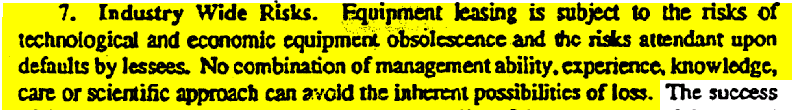 7. Industry Wide Risks. Equipment leasing is subject to the risks of
technological and economic equipment obsolescence and the risks attendant upon
defaults by lessees. No combination of management ability, experience, knowledge,
care or scientific approach can avoid the inherent possibilities of loss. The success